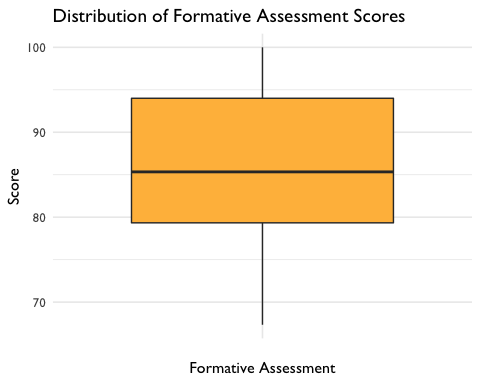 Distribution of Formative Assessment Scores
100
90
80
70
Score
Formative Assessment